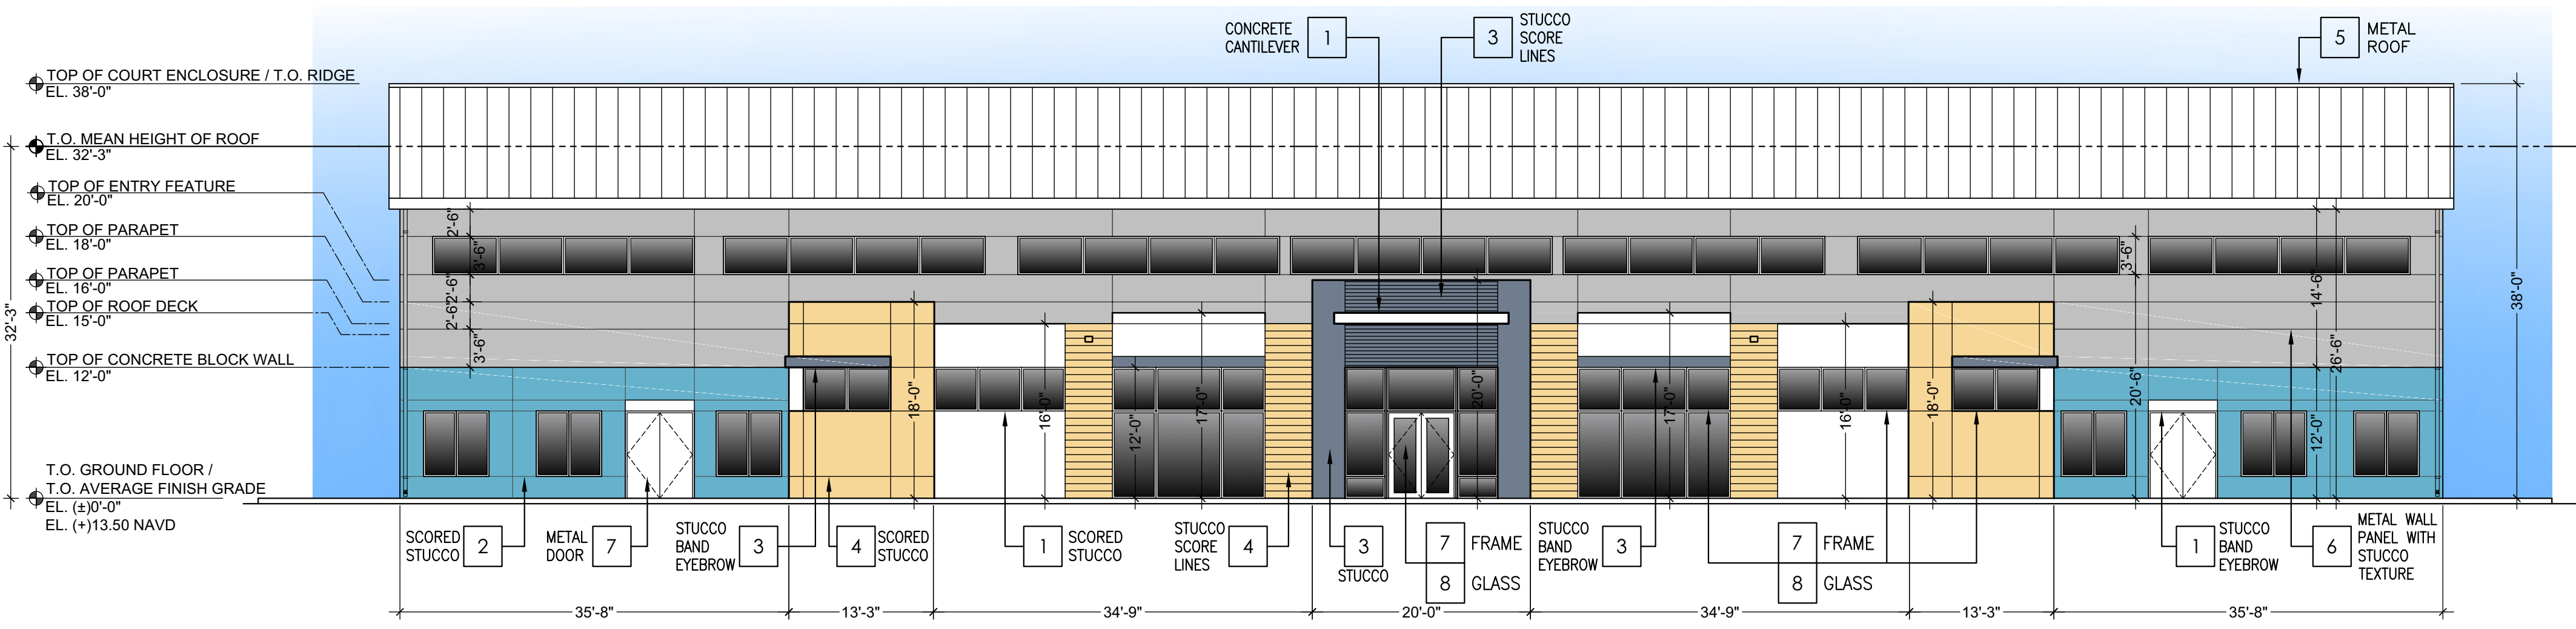 CONCRETE
CANTILEVER
1
3
STUCCO
SCORE
LINES
5
METAL
ROOF
TOP OF COURT ENCLOSURE / T.O. RIDGE
EL. 38'-0"
T.O. MEAN HEIGHT OF ROOF
EL. 32'-3"
TOP OF ENTRY FEATURE
EL. 20'-0"
TOP OF PARAPET
EL. 18'-0"
TOP OF PARAPET
EL. 16'-0"
TOP OF ROOF DECK
EL. 15'-0"
TOP OF CONCRETE BLOCK WALL
EL. 12'-0"
T.O. GROUND FLOOR /
T.O. AVERAGE FINISH GRADE
EL. (±)0'-0"
EL. (+)13.50 NAVD
32'-3"
2'-6"
3'-6"
2'-6"
2'-6"
3'-6"
18'-0"
16'-0"
12'-0"
17'-0"
20'-0"
17'-0"
16'-0"
18'-0"
3'-6"
20'-6"
14'-6"
12'-0"
26'-6"
38'-0"
SCORED
STUCCO
2
METAL
DOOR
7
STUCCO
BAND
EYEBROW
3
4
SCORED
STUCCO
1
SCORED
STUCCO
STUCCO
SCORE
LINES
4
3
STUCCO
7
FRAME
8
GLASS
STUCCO
BAND
EYEBROW
3
7
FRAME
8
GLASS
1
STUCCO
BAND
EYEBROW
6
METAL WALL
PANEL WITH
STUCCO
TEXTURE
35'-8"
13'-3"
34'-9"
20'-0"
34'-9"
13'-3"
35'-8"